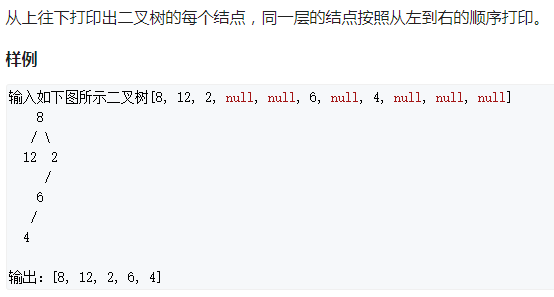 从上往下打印出二叉树的每个结点，同一层的结点按照从左到右的顺序打印。
样例
输入如下图所示二叉树[8, 12, 2, null, null, 6, null, 4, null, null, null]
    8
   / \
  12  2
     /
    6
   /
  4
输出：[8, 12, 2, 6, 4]